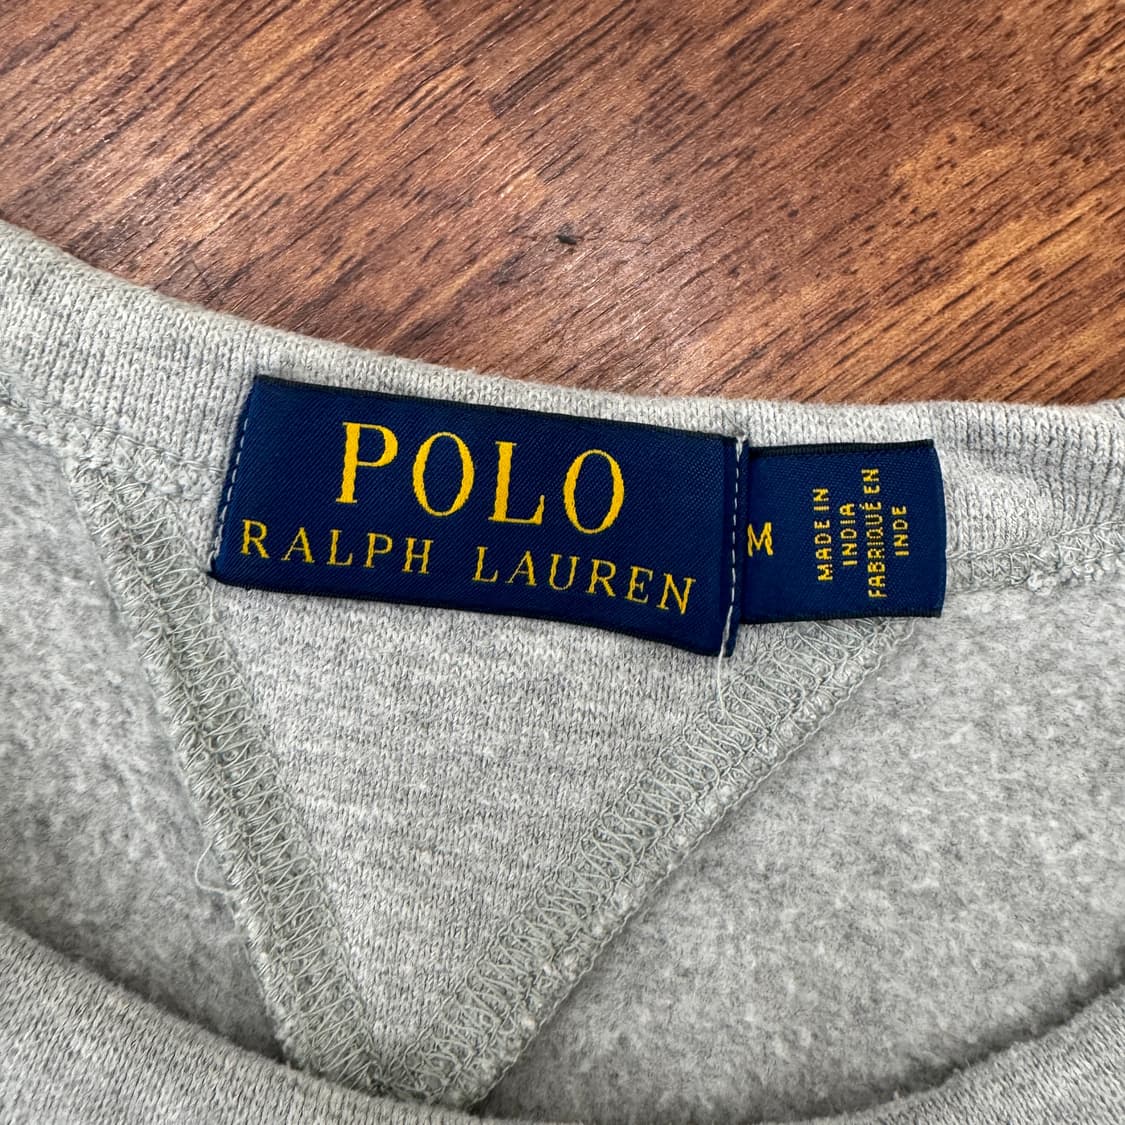 POLO
RALPH LAUREN
M
MADE IN
INDIA
FABRIQUÉ EN
INDE